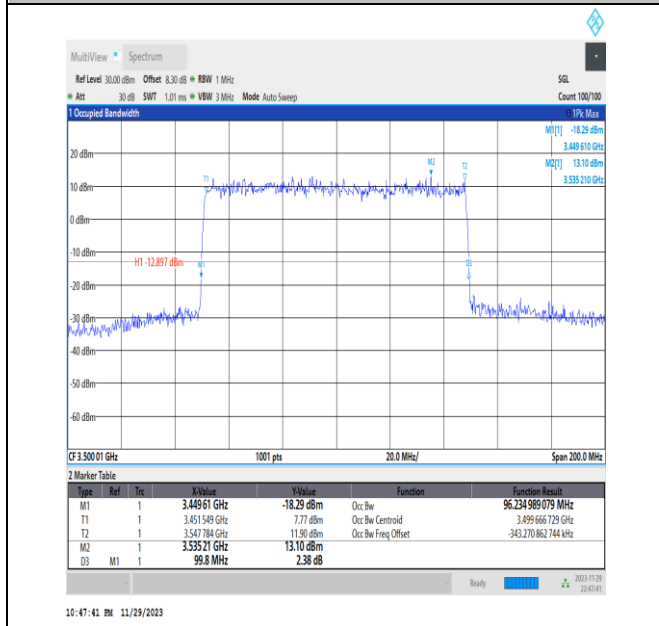 MultiView Spectrum
Ref Level 30.00 dBm Offset 8.30 dB RBW 1 MHz SGL
Att 30 dB SWT 1.01 ms VBW 3 MHz Mode Auto Sweep Count 100/100
1 Occupied Bandwidth 1Pk Max
M1[1] -18.29 dBm
3.449 610 GHz
M2[1] 13.10 dBm
3.535 210 GHz
20 dBm
M2
T2
T1
10 dBm
0 dBm
-10 dBm
H1 -12.897 dBm
M1
D3
-20 dBm
-30 dBm
-40 dBm
-50 dBm
-60 dBm
CF 3.500 01 GHz 1001 pts 20.0 MHz/ Span 200.0 MHz
2 Marker Table
Type Ref Trc X-Value Y-Value Function Function Result
M1 1 3.449 61 GHz -18.29 dBm Occ Bw 96.234 989 079 MHz
T1 1 3.451 549 GHz 7.77 dBm Occ Bw Centroid 3.499 666 729 GHz
T2 1 3.547 784 GHz 11.90 dBm Occ Bw Freq Offset -343.270 862 744 kHz
M2 1 3.535 21 GHz 13.10 dBm
D3 M1 1 99.8 MHz 2.38 dB
Ready 2023-11-29
22:47:41
10:47:41 PM 11/29/2023